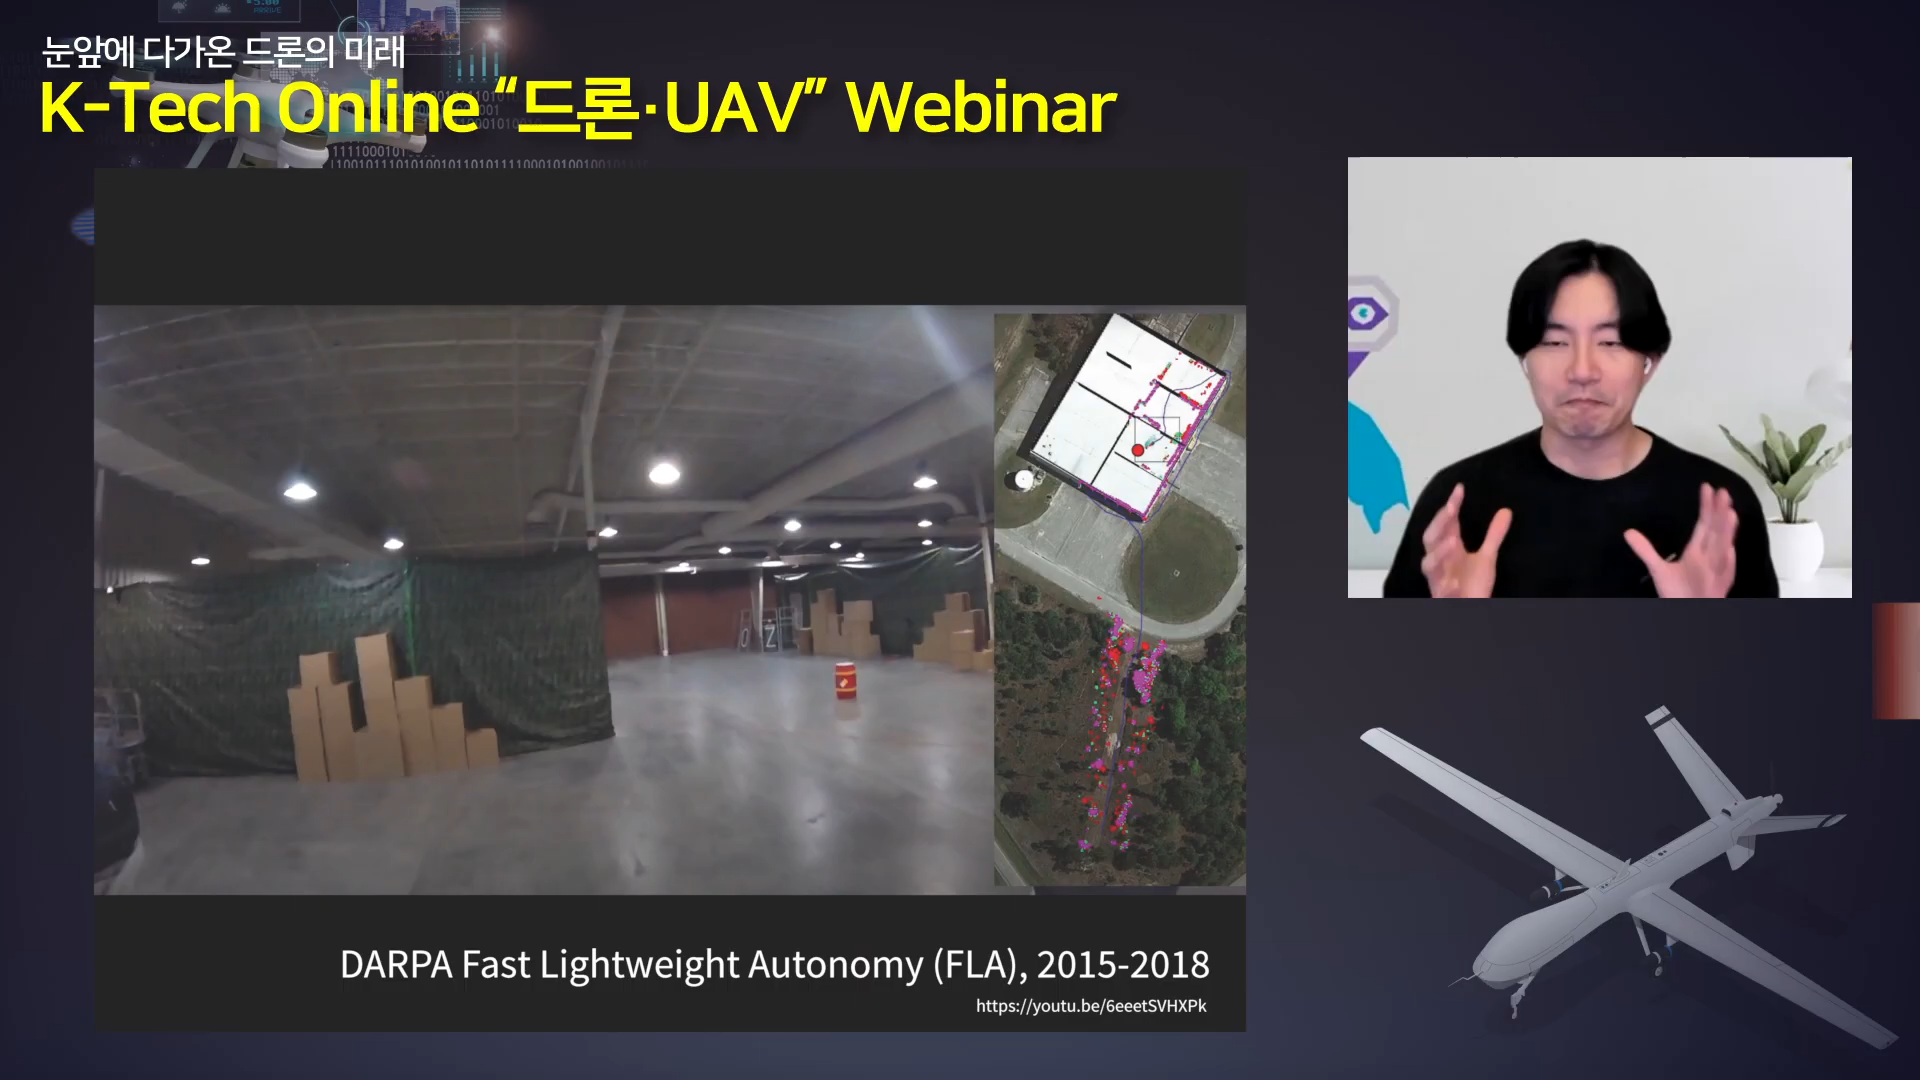 눈앞에 다가온 드론의 미래
K-Tech Online “드론·UAV” Webinar
DARPA Fast Lightweight Autonomy (FLA), 2015-2018
https://youtu.be/6eeetSVHXPk